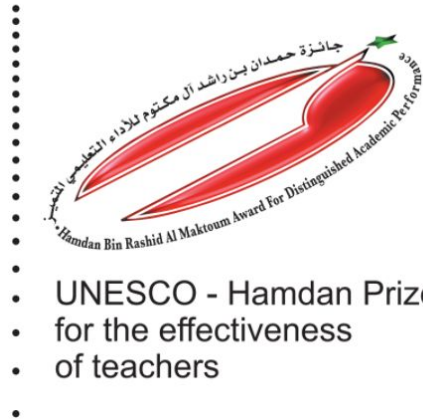 جائزة حمدان بن راشد آل مكتوم للأداء التعليمي المتميز
Hamdan Bin Rashid Al Maktoum Award For Distinguished Academic Performance
UNESCO - Hamdan Prize
for the effectiveness
of teachers